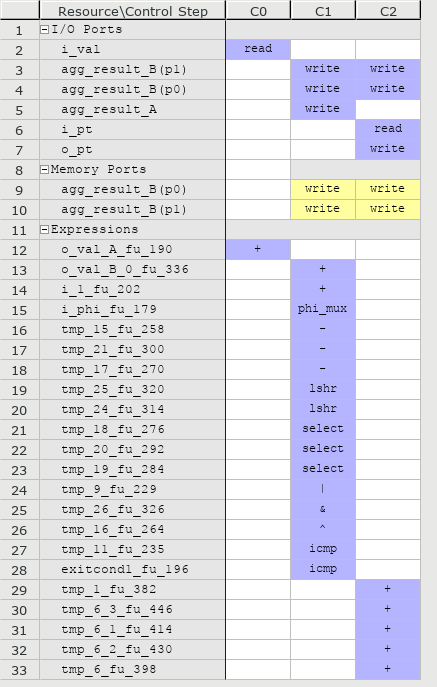 Resource\Control Step C0 C1 C2
1 I/O Ports
2 i_val read
3 agg_result_B(p1) write write
4 agg_result_B(p0) write write
5 agg_result_A write
6 i_pt read
7 o_pt write
8 Memory Ports
9 agg_result_B(p0) write write
10 agg_result_B(p1) write write
11 Expressions
12 o_val_A_fu_190 +
13 o_val_B_0_fu_336 +
14 i_1_fu_202 +
15 i_phi_fu_179 phi_mux
16 tmp_15_fu_258 -
17 tmp_21_fu_300 -
18 tmp_17_fu_270 -
19 tmp_25_fu_320 lshr
20 tmp_24_fu_314 lshr
21 tmp_18_fu_276 select
22 tmp_20_fu_292 select
23 tmp_19_fu_284 select
24 tmp_9_fu_229 |
25 tmp_26_fu_326 &
26 tmp_16_fu_264 ^
27 tmp_11_fu_235 icmp
28 exitcond1_fu_196 icmp
29 tmp_1_fu_382 +
30 tmp_6_3_fu_446 +
31 tmp_6_1_fu_414 +
32 tmp_6_2_fu_430 +
33 tmp_6_fu_398 +